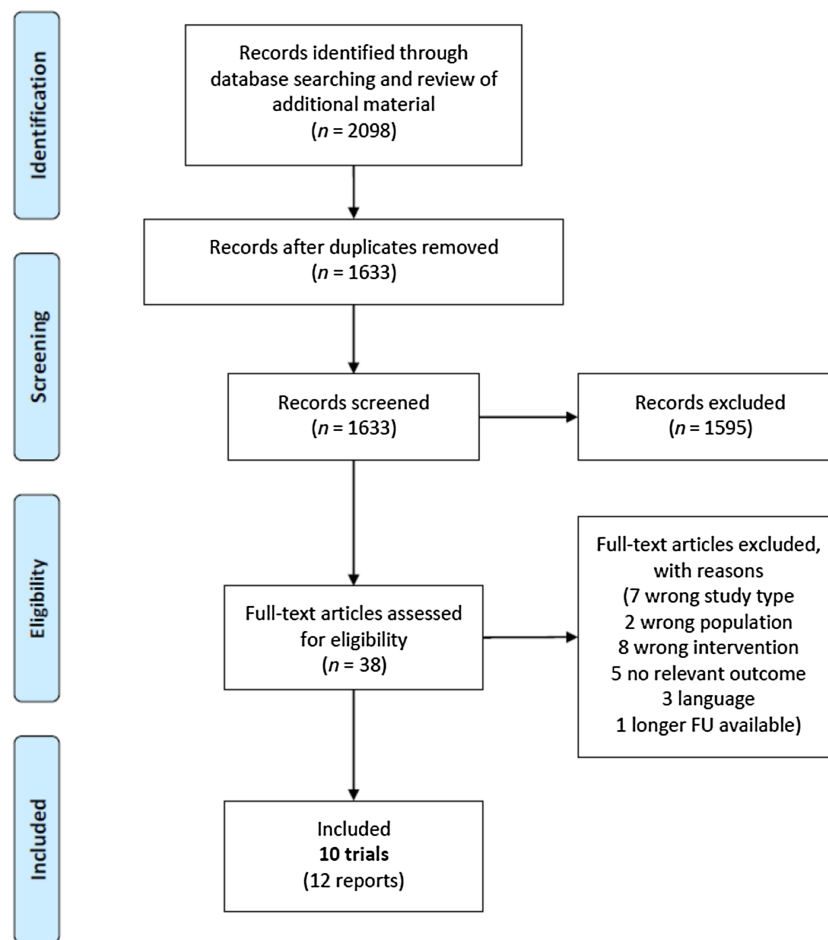 Identification
Records identified through
database searching and review of
additional material
(n = 2098)
Records after duplicates removed
(n = 1633)
Screening
Records screened
(n = 1633)
Records excluded
(n = 1595)
Eligibility
Full-text articles assessed
for eligibility
(n = 38)
Full-text articles excluded,
with reasons
(7 wrong study type
2 wrong population
8 wrong intervention
5 no relevant outcome
3 language
1 longer FU available)
Included
Included
10 trials
(12 reports)